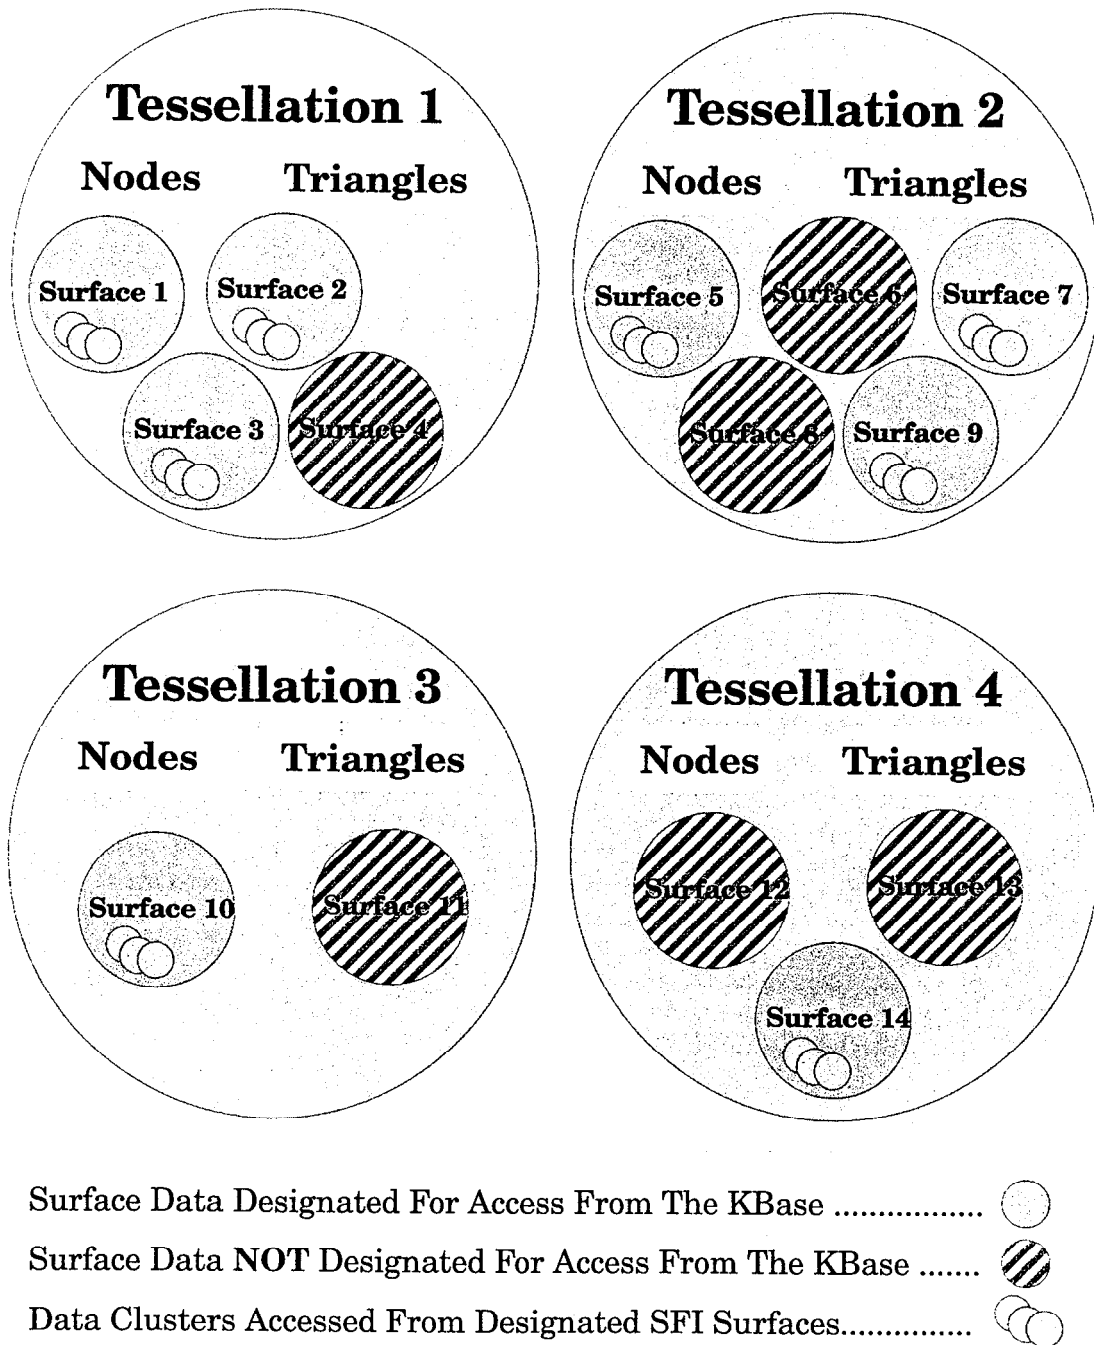 Tessellation 1
Nodes Triangles
Surface 1
Surface 2
Surface 3
Surface 4
Tessellation 2
Nodes Triangles
Surface 5
Surface 6
Surface 7
Surface 8
Surface 9
Tessellation 3
Nodes Triangles
Surface 10
Surface 11
Tessellation 4
Nodes Triangles
Surface 12
Surface 13
Surface 14
Surface Data Designated For Access From The KBase .................
Surface Data NOT Designated For Access From The KBase .......
Data Clusters Accessed From Designated SFI Surfaces...............